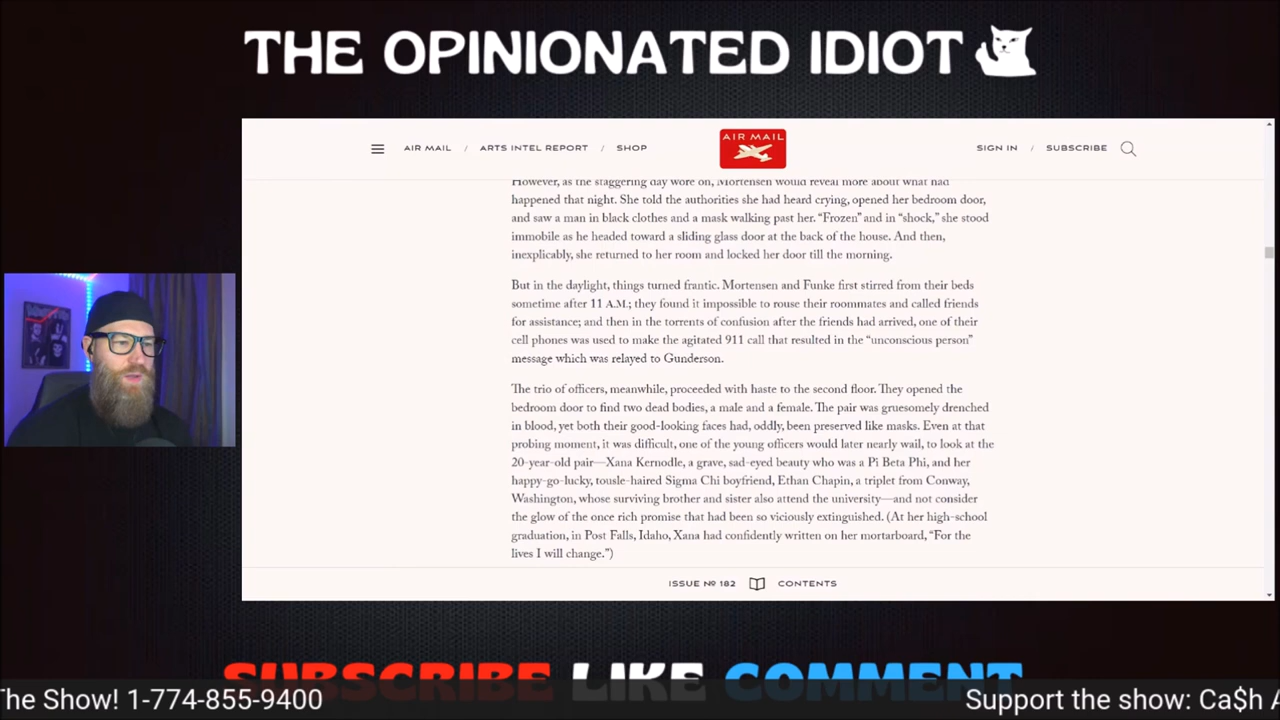 THE OPINIONATED IDIOT
AIR MAIL / ARTS INTEL REPORT / SHOP
AIR MAIL
SIGN IN / SUBSCRIBE
However, as the staggering day wore on, Mortensen would reveal more about what had
happened that night. She told the authorities she had heard crying, opened her bedroom door,
and saw a man in black clothes and a mask walking past her. “Frozen” and in “shock,” she stood
immobile as he headed toward a sliding glass door at the back of the house. And then,
inexplicably, she returned to her room and locked her door till the morning.
But in the daylight, things turned frantic. Mortensen and Funke first stirred from their beds
sometime after 11 A.M.; they found it impossible to rouse their roommates and called friends
for assistance; and then in the torrents of confusion after the friends had arrived, one of their
cell phones was used to make the agitated 911 call that resulted in the “unconscious person”
message which was relayed to Gunderson.
The trio of officers, meanwhile, proceeded with haste to the second floor. They opened the
bedroom door to find two dead bodies, a male and a female. The pair was gruesomely drenched
in blood, yet both their good-looking faces had, oddly, been preserved like masks. Even at that
probing moment, it was difficult, one of the young officers would later nearly wail, to look at the
20-year-old pair—Xana Kernodle, a grave, sad-eyed beauty who was a Pi Beta Phi, and her
happy-go-lucky, tousle-haired Sigma Chi boyfriend, Ethan Chapin, a triplet from Conway,
Washington, whose surviving brother and sister also attend the university—and not consider
the glow of the once rich promise that had been so viciously extinguished. (At her high-school
graduation, in Post Falls, Idaho, Xana had confidently written on her mortarboard, “For the
lives I will change.”)
ISSUE Nº 182 CONTENTS
SUBSCRIBE LIKE COMMENT
The Show! 1-774-855-9400
Support the show: Ca$h A